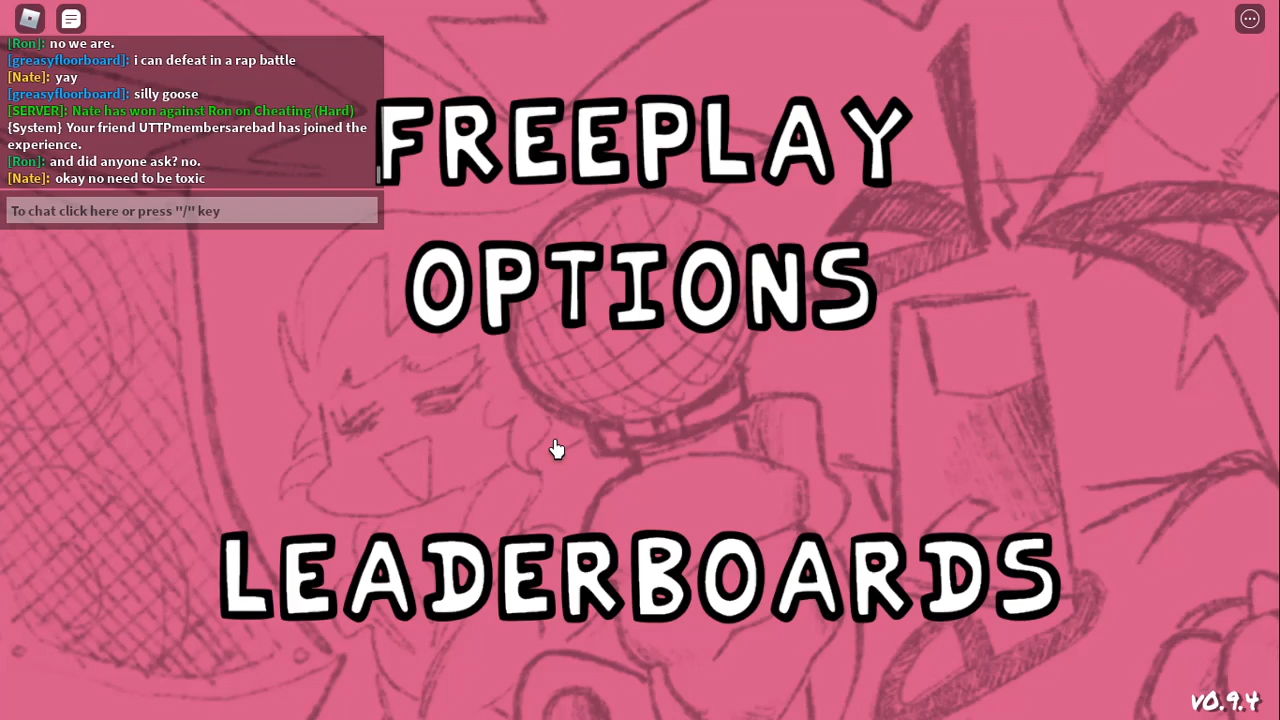 [Ron]: no we are.
[greasyfloorboard]: i can defeat in a rap battle
[Nate]: yay
[greasyfloorboard]: silly goose
[SERVER]: Nate has won against Ron on Cheating (Hard)
{System} Your friend UTTPmembersarebad has joined the
experience.
[Ron]: and did anyone ask? no.
[Nate]: okay no need to be toxic
To chat click here or press "/" key
FREEPLAY
OPTIONS
LEADERBOARDS
v0.9.4